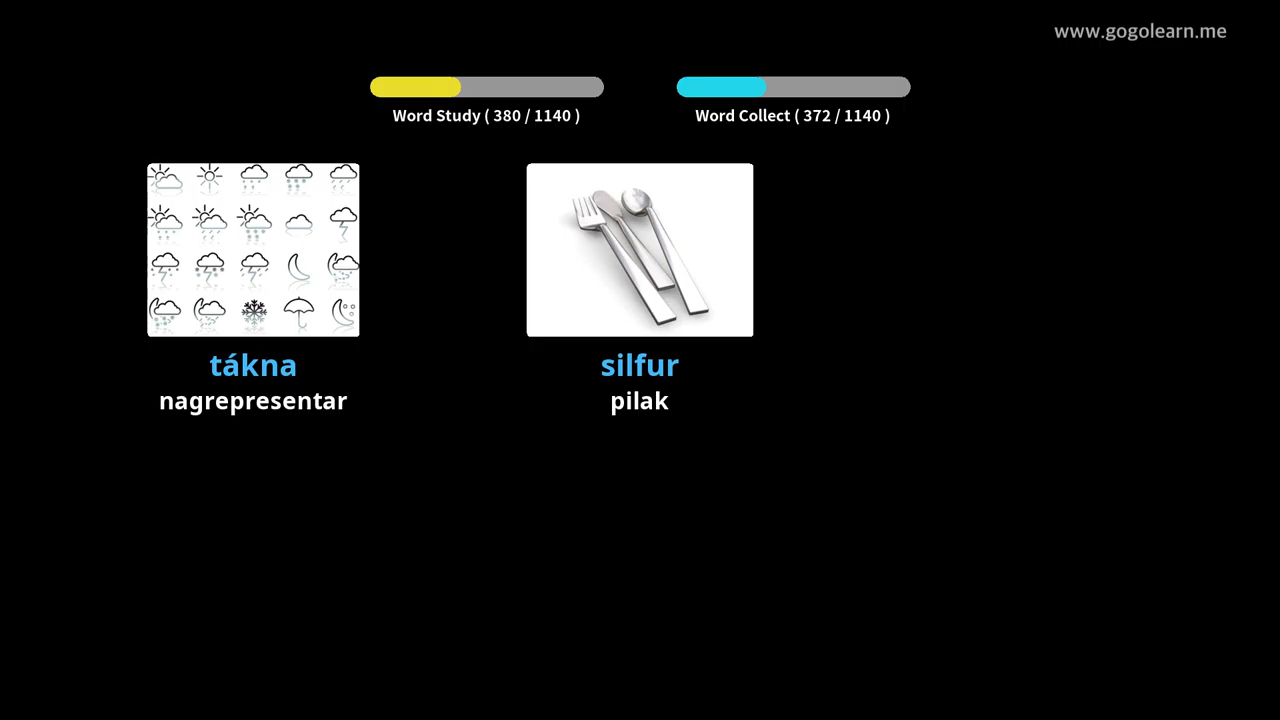 www.gogolearn.me
Word Study ( 380 / 1140 )
Word Collect ( 372 / 1140 )
tákna
nagrepresentar
silfur
pilak